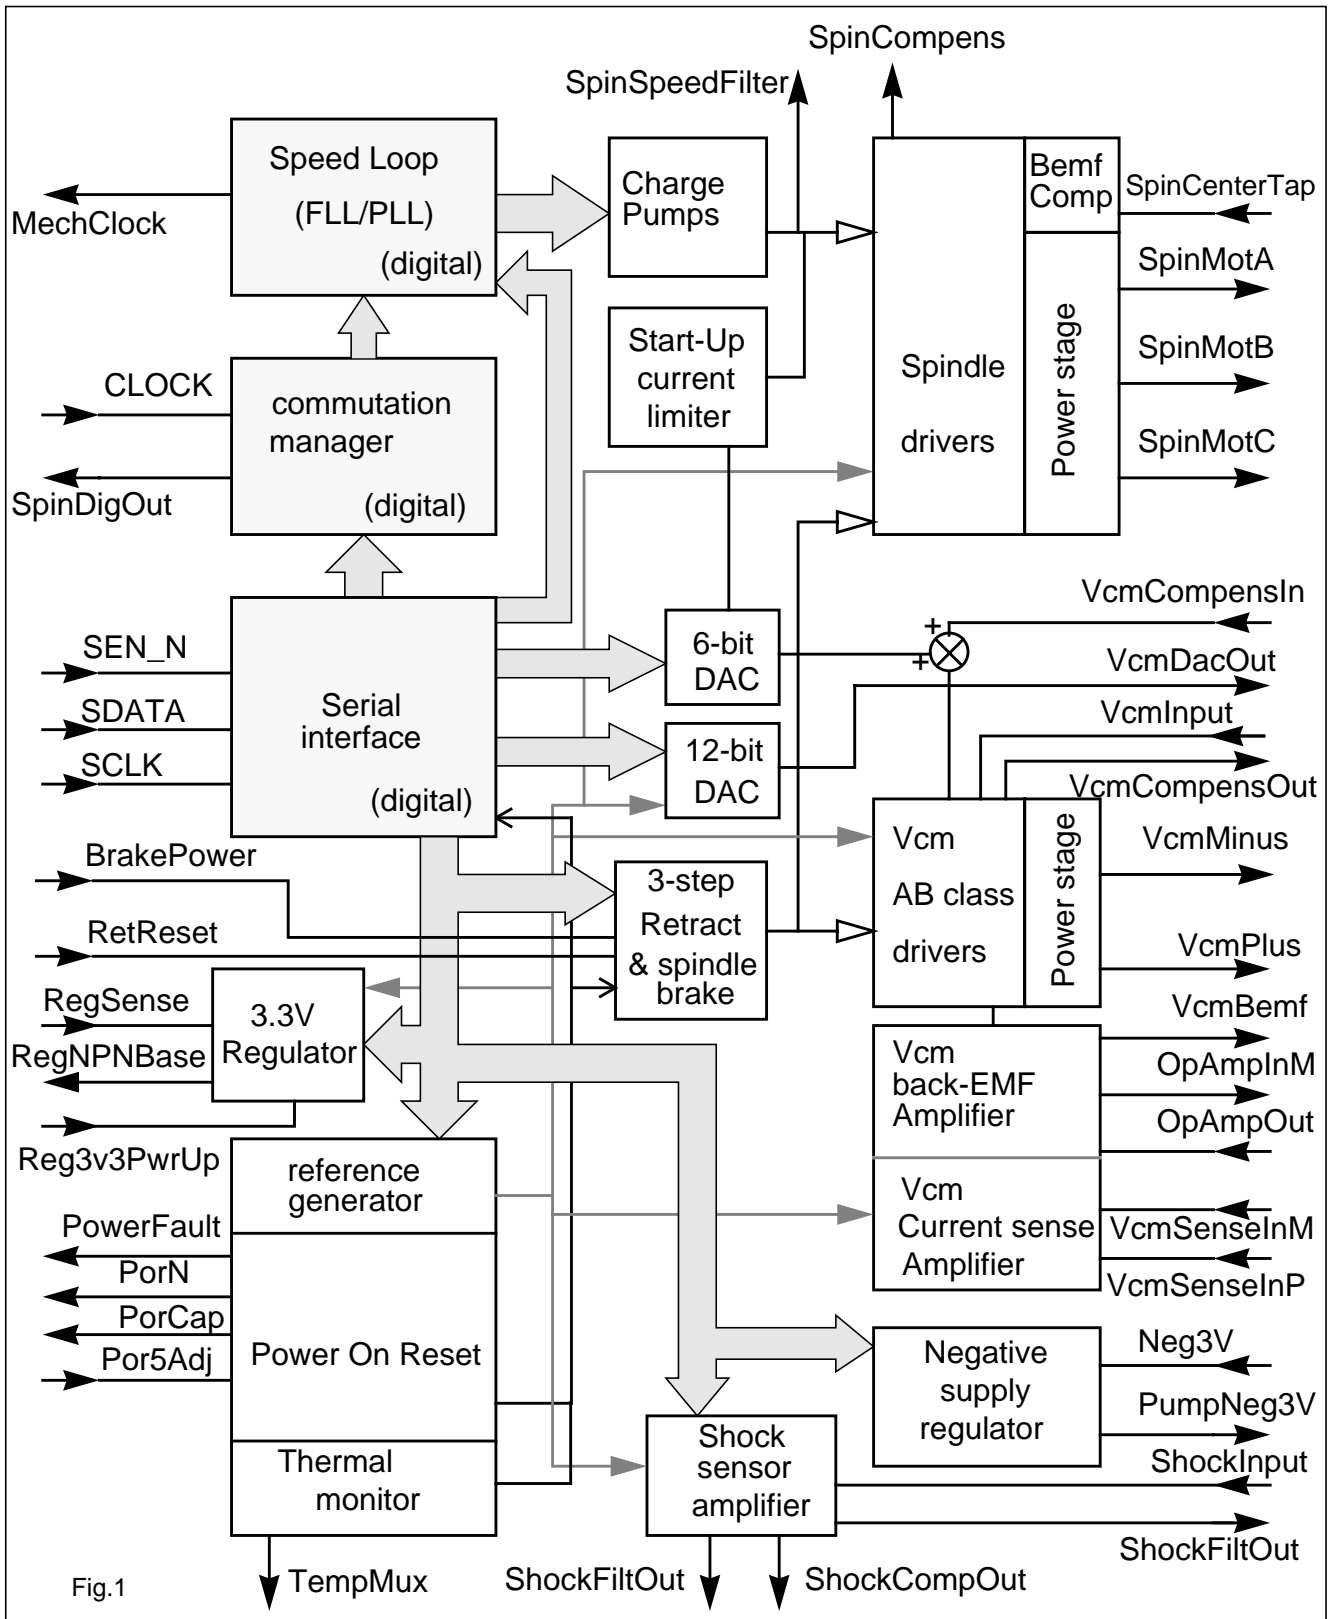 SpinCompens
SpinSpeedFilter
Speed Loop
(FLL/PLL)
(digital)
MechClock
Charge
Pumps
Bemf
Comp
SpinCenterTap
SpinMotA
SpinMotB
SpinMotC
Spindle
drivers
Power stage
Start-Up
current
limiter
CLOCK
commutation
manager
(digital)
SpinDigOut
SEN_N
SDATA
SCLK
Serial
interface
(digital)
6-bit
DAC
+
+
VcmCompensIn
VcmDacOut
VcmInput
VcmCompensOut
12-bit
DAC
BrakePower
RetReset
3-step
Retract
& spindle
brake
Vcm
AB class
drivers
Power stage
VcmMinus
VcmPlus
RegSense
RegNPNBase
Reg3v3PwrUp
3.3V
Regulator
Vcm
back-EMF
Amplifier
VcmBemf
OpAmpInM
OpAmpOut
reference
generator
Vcm
Current sense
Amplifier
VcmSenseInM
VcmSenseInP
PowerFault
PorN
PorCap
Por5Adj
Power On Reset
Negative
supply
regulator
Neg3V
PumpNeg3V
Thermal
monitor
Shock
sensor
amplifier
ShockInput
ShockFiltOut
Fig.1
TempMux
ShockFiltOut
ShockCompOut